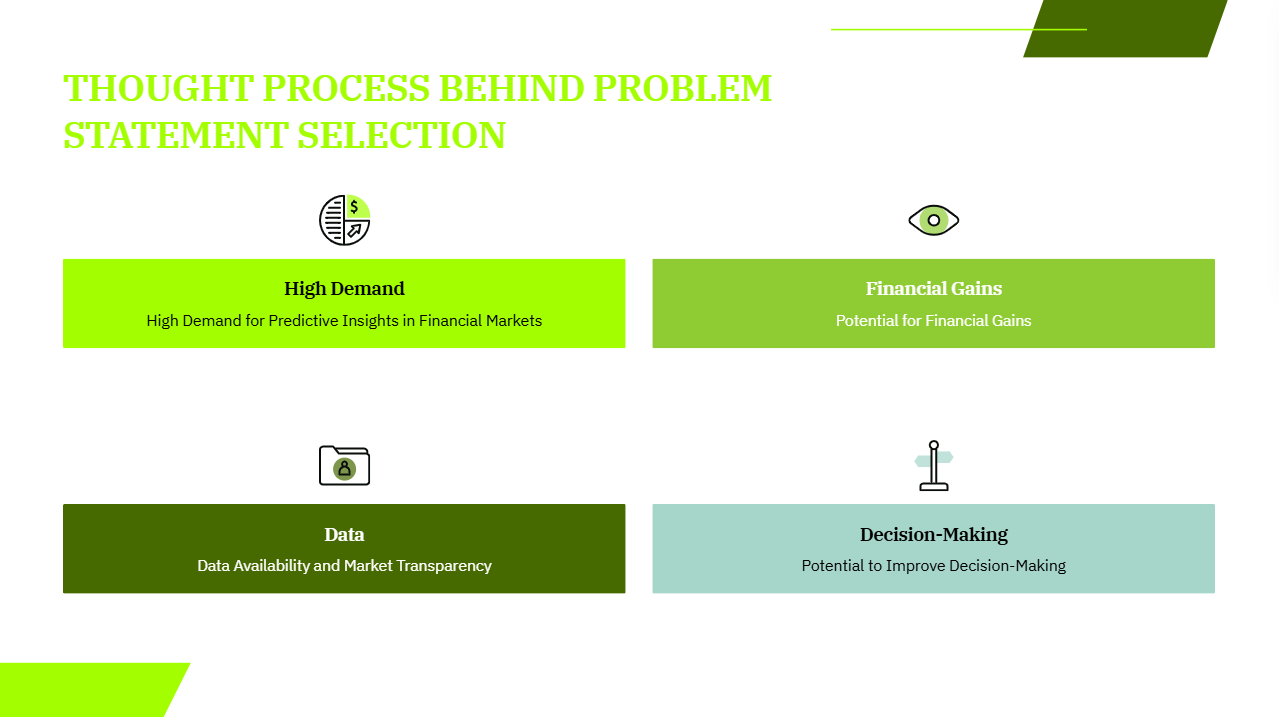 THOUGHT PROCESS BEHIND PROBLEM
STATEMENT SELECTION
$
High Demand
High Demand for Predictive Insights in Financial Markets
Financial Gains
Potential for Financial Gains
Data
Data Availability and Market Transparency
Decision-Making
Potential to Improve Decision-Making